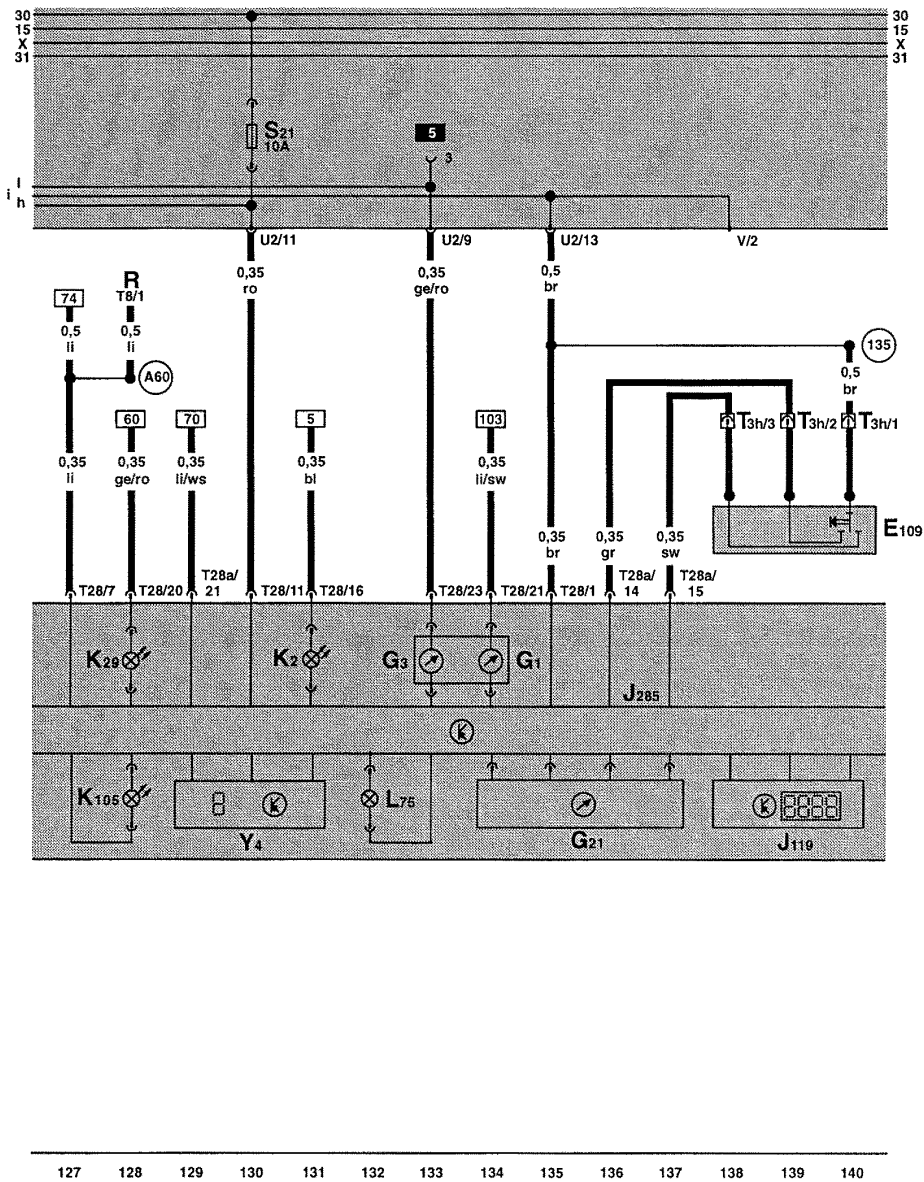 30 30
15 15
X X
31 31
S21
10A
5
3
l
i
h
U2/11 U2/9 U2/13 V/2
0,35
ro
0,35
ge/ro
0,5
br
74
R
T8/1
0,5
li
0,5
li
A60
135
0,5
br
60 70 5 103
T3h/3 T3h/2 T3h/1
0,35
li
0,35
ge/ro
0,35
li/ws
0,35
bl
0,35
li/sw
E109
0,35
br
0,35
gr
0,35
sw
T28/7 T28/20 T28a/
21
T28/11 T28/16 T28/23 T28/21 T28/1 T28a/
14
T28a/
15
K29 K2 G3 G1
J285
K105 L75
Y4 G21 J119
127 128 129 130 131 132 133 134 135 136 137 138 139 140